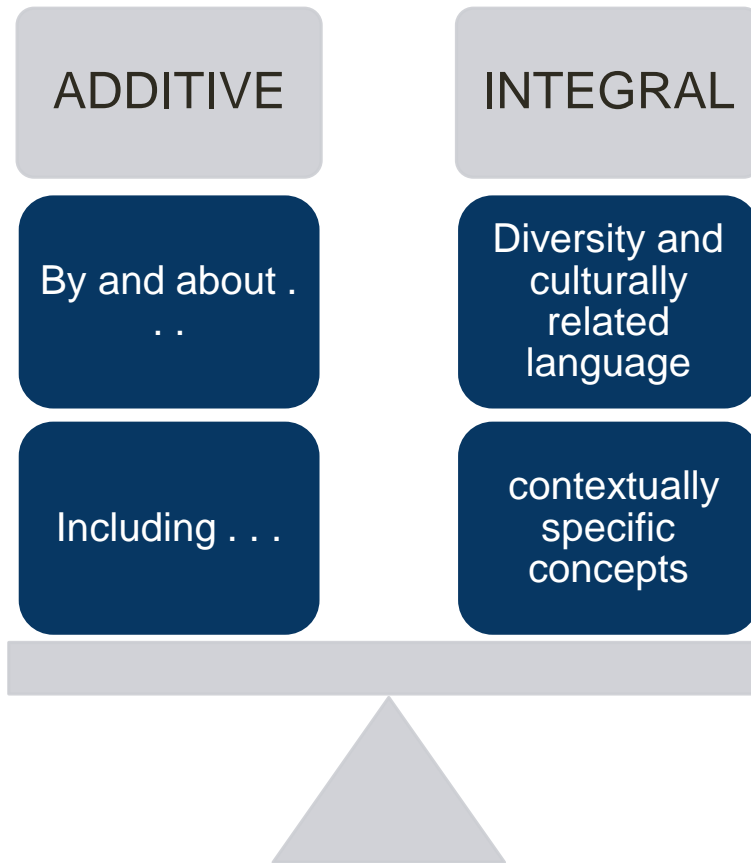 ADDITIVE
By and about .
. .
Including . . .
INTEGRAL
Diversity and
culturally
related
language
contextually
specific
concepts